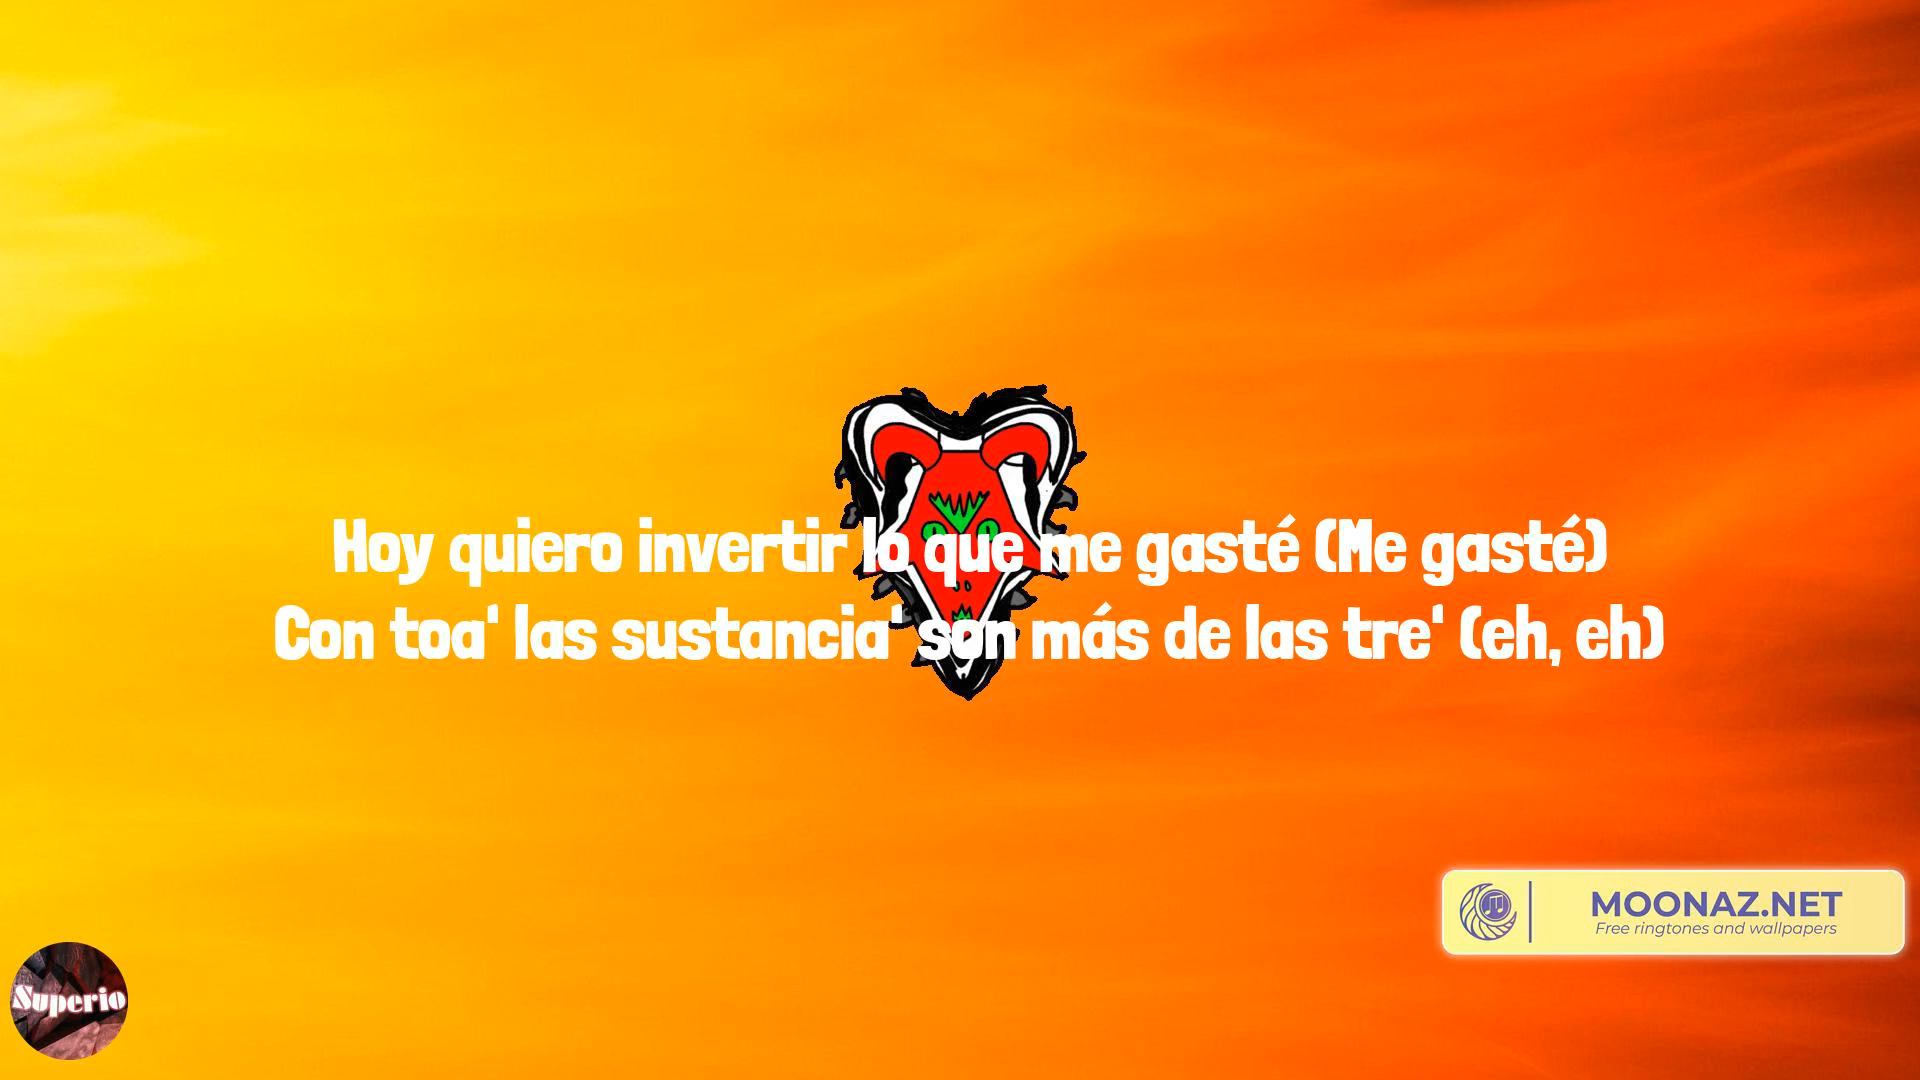 Hoy quiero invertir lo que me gasté (Me gasté)
Con toa' las sustancia' son más de las tre' (eh, eh)
MOONAZ.NET
Free ringtones and wallpapers
Superio